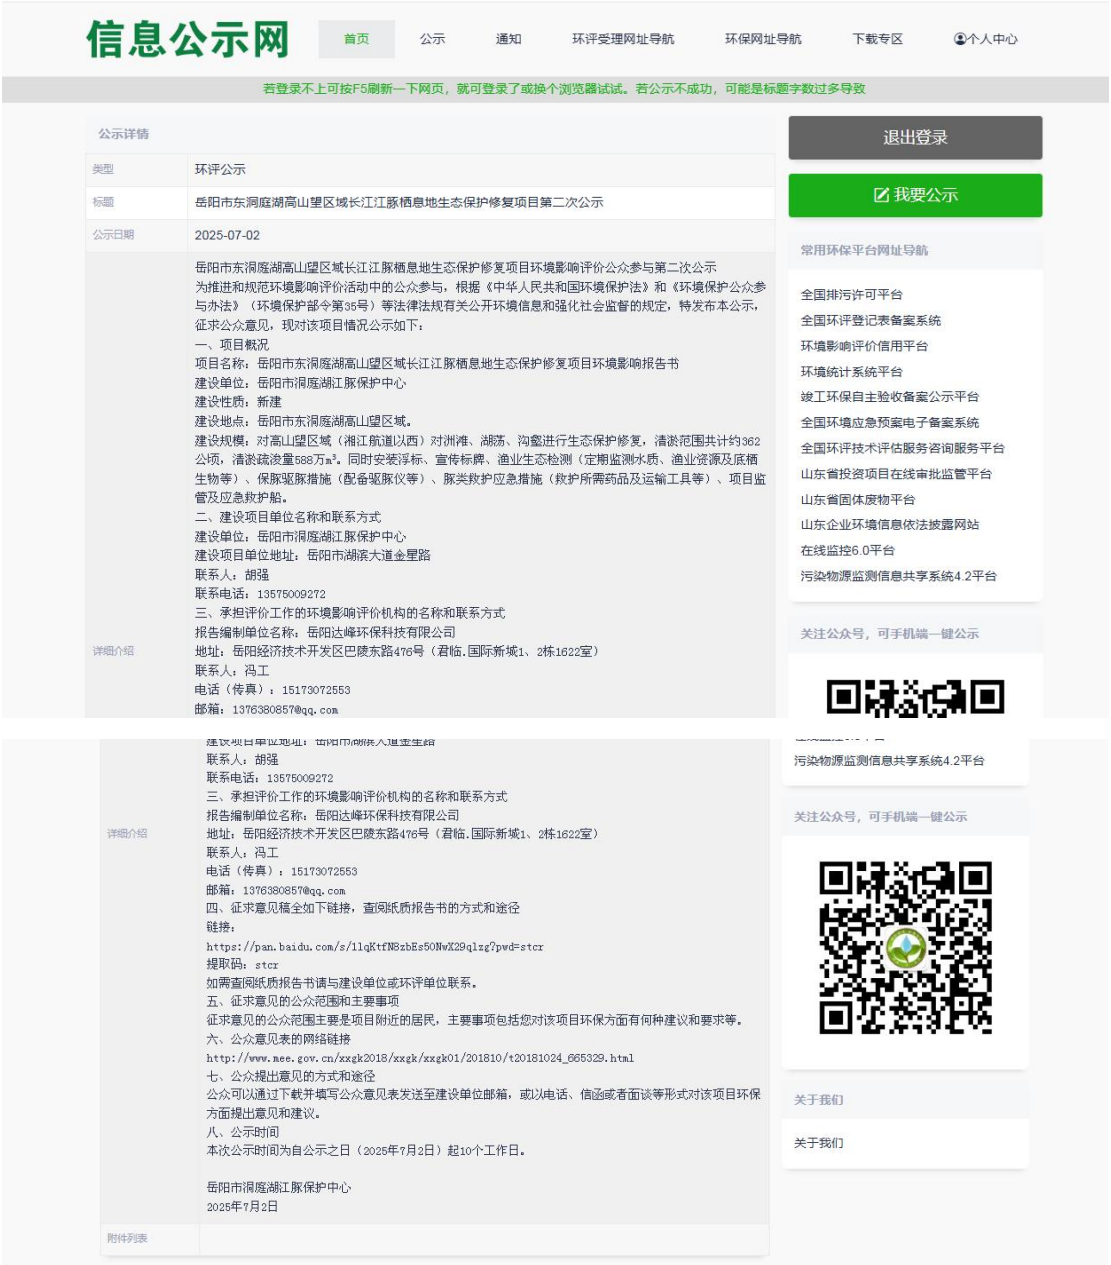 信息公示网
首页
公示
通知
环评受理网址导航
环保网址导航
下载专区
个人中心
若登录不上可按F5刷新一下网页，就可登录了或换个浏览器试试。若公示不成功，可能是标题字数过多导致
公示详情
类型
环评公示
标题
岳阳市东洞庭湖高山望区域长江江豚栖息地生态保护修复项目第二次公示
公示日期
2025-07-02
详细介绍
岳阳市东洞庭湖高山望区域长江江豚栖息地生态保护修复项目环境影响评价公众参与第二次公示
为推进和规范环境影响评价活动中的公众参与，根据《中华人民共和国环境保护法》和《环境保护公众参
与办法》（环境保护部令第35号）等法律法规有关公开环境信息和强化社会监督的规定，特发布本公示，
征求公众意见，现对该项目情况公示如下：
一、项目概况
项目名称：岳阳市东洞庭湖高山望区域长江江豚栖息地生态保护修复项目环境影响报告书
建设单位：岳阳市洞庭湖江豚保护中心
建设性质：新建
建设地点：岳阳市东洞庭湖高山望区域。
建设规模：对高山望区域（湘江航道以西）对洲滩、湖荡、沟壑进行生态保护修复，清淤范围共计约362
公顷，清淤疏浚量588万m³。同时安装浮标、宣传标牌、渔业生态检测（定期监测水质、渔业资源及底栖
生物等）、保豚驱豚措施（配备驱豚仪等）、豚类救护应急措施（救护所需药品及运输工具等）、项目监
管及应急救护船。
二、建设项目单位名称和联系方式
建设单位：岳阳市洞庭湖江豚保护中心
建设项目单位地址：岳阳市湖滨大道金星路
联系人：胡强
联系电话：13575009272
三、承担评价工作的环境影响评价机构的名称和联系方式
报告编制单位名称：岳阳达峰环保科技有限公司
地址：岳阳经济技术开发区巴陵东路476号（君临.国际新城1、2栋1622室）
联系人：冯工
电话（传真）：15173072553
邮箱：1376380857@qq.com
退出登录
我要公示
常用环保平台网址导航
全国排污许可平台
全国环评登记表备案系统
环境影响评价信用平台
环境统计系统平台
竣工环保自主验收备案公示平台
全国环境应急预案电子备案系统
全国环评技术评估服务咨询服务平台
山东省投资项目在线审批监管平台
山东省固体废物平台
山东企业环境信息依法披露网站
在线监控6.0平台
污染物源监测信息共享系统4.2平台
关注公众号，可手机端一键公示
建设项目单位地址：岳阳市湖滨大道金星路
联系人：胡强
联系电话：13575009272
三、承担评价工作的环境影响评价机构的名称和联系方式
报告编制单位名称：岳阳达峰环保科技有限公司
详细介绍
地址：岳阳经济技术开发区巴陵东路476号（君临.国际新城1、2栋1622室）
联系人：冯工
电话（传真）：15173072553
邮箱：1376380857@qq.com
四、征求意见稿全如下链接，查阅纸质报告书的方式和途径
链接：
https://pan.baidu.com/s/1lqKtfN8zbEs50NwX29qlzg?pwd=stcr
提取码：stcr
如需查阅纸质报告书请与建设单位或环评单位联系。
五、征求意见的公众范围和主要事项
征求意见的公众范围主要是项目附近的居民，主要事项包括您对该项目环保方面有何种建议和要求等。
六、公众意见表的网络链接
http://www.mee.gov.cn/xxgk2018/xxgk/xxgk01/201810/t20181024_665329.html
七、公众提出意见的方式和途径
公众可以通过下载并填写公众意见表发送至建设单位邮箱，或以电话、信函或者面谈等形式对该项目环保
方面提出意见和建议。
八、公示时间
本次公示时间为自公示之日（2025年7月2日）起10个工作日。
岳阳市洞庭湖江豚保护中心
2025年7月2日
附件列表
污染物源监测信息共享系统4.2平台
关注公众号，可手机端一键公示
关于我们
关于我们